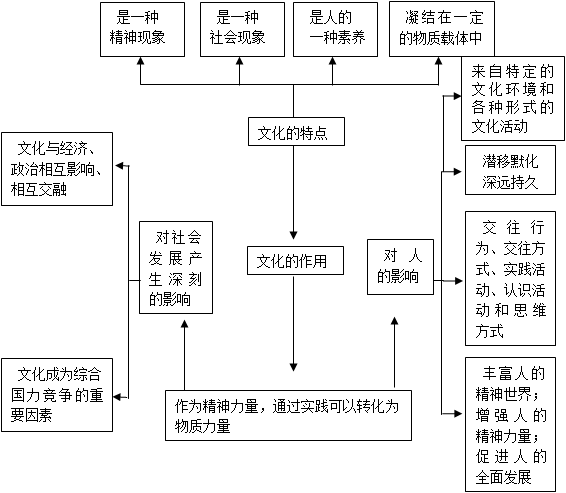 是一种
精神现象
是一种
社会现象
是人的
一种素养
凝结在一定
的物质载体中
文化的特点
来自特定的
文化环境和
各种形式的
文化活动
文化与经济、
政治相互影响、
相互交融
潜移默化
深远持久
对社会
发展产
生深刻
的影响
文化的作用
对人
的影响
交往行
为、交往方
式、实践活
动、认识活
动和思维
方式
文化成为综合
国力竞争的重
要因素
作为精神力量，通过实践可以转化为
物质力量
丰富人的
精神世界；
增强人的
精神力量；
促进人的
全面发展